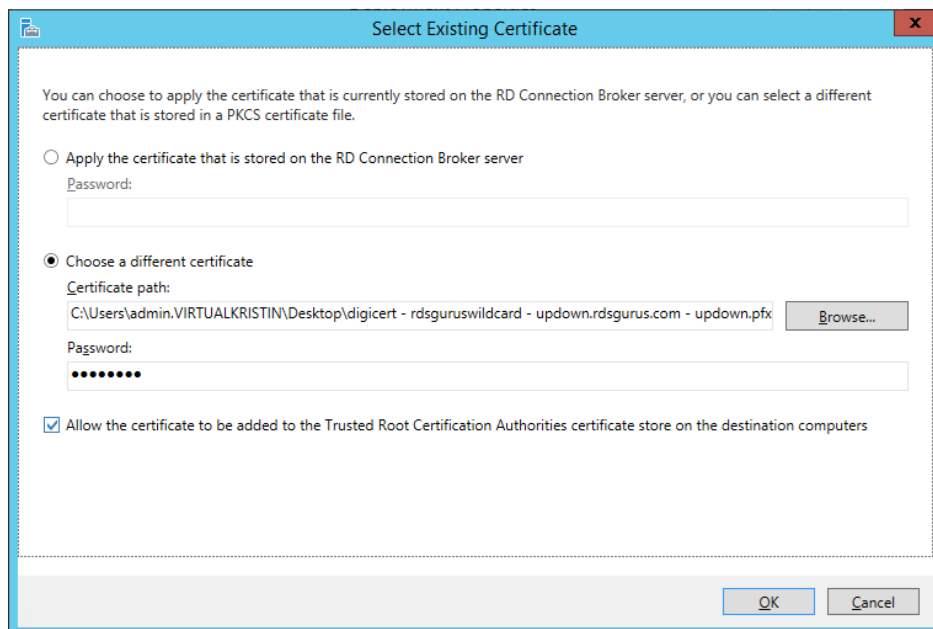 Select Existing Certificate
x
You can choose to apply the certificate that is currently stored on the RD Connection Broker server, or you can select a different
certificate that is stored in a PKCS certificate file.
Apply the certificate that is stored on the RD Connection Broker server
Password:
Choose a different certificate
Certificate path:
C:\Users\admin.VIRTUALKRISTIN\Desktop\digicert - rdsguruswildcard - updown.rdsgurus.com - updown.pfx
Browse...
Password:
••••••••
Allow the certificate to be added to the Trusted Root Certification Authorities certificate store on the destination computers
OK
Cancel